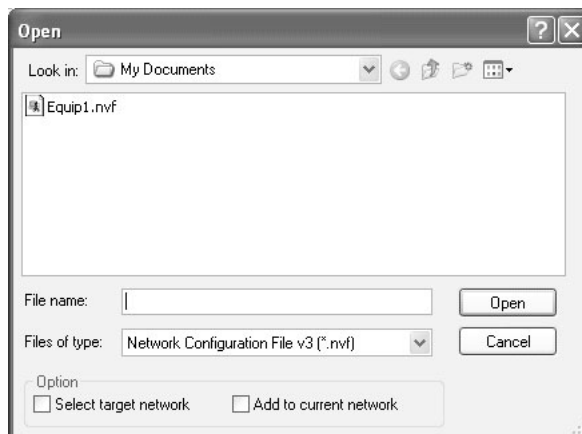 Open
Look in: My Documents
Equip1.nvf
File name:
Open
Files of type: Network Configuration File v3 (*.nvf)
Cancel
Option
Select target network Add to current network